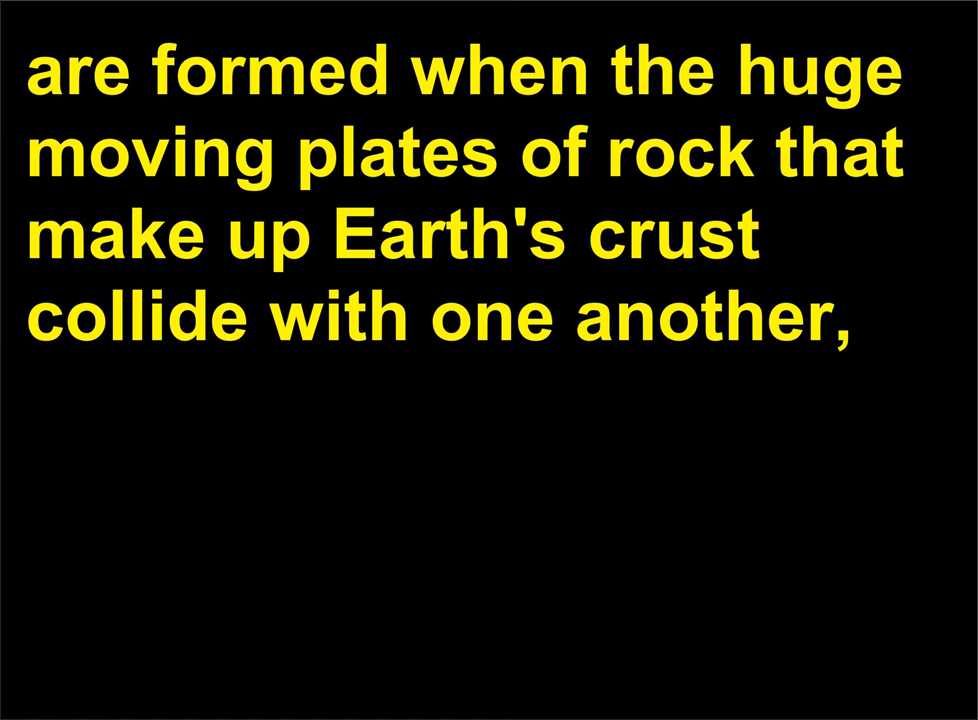 are formed when the huge
moving plates of rock that
make up Earth's crust
collide with one another,